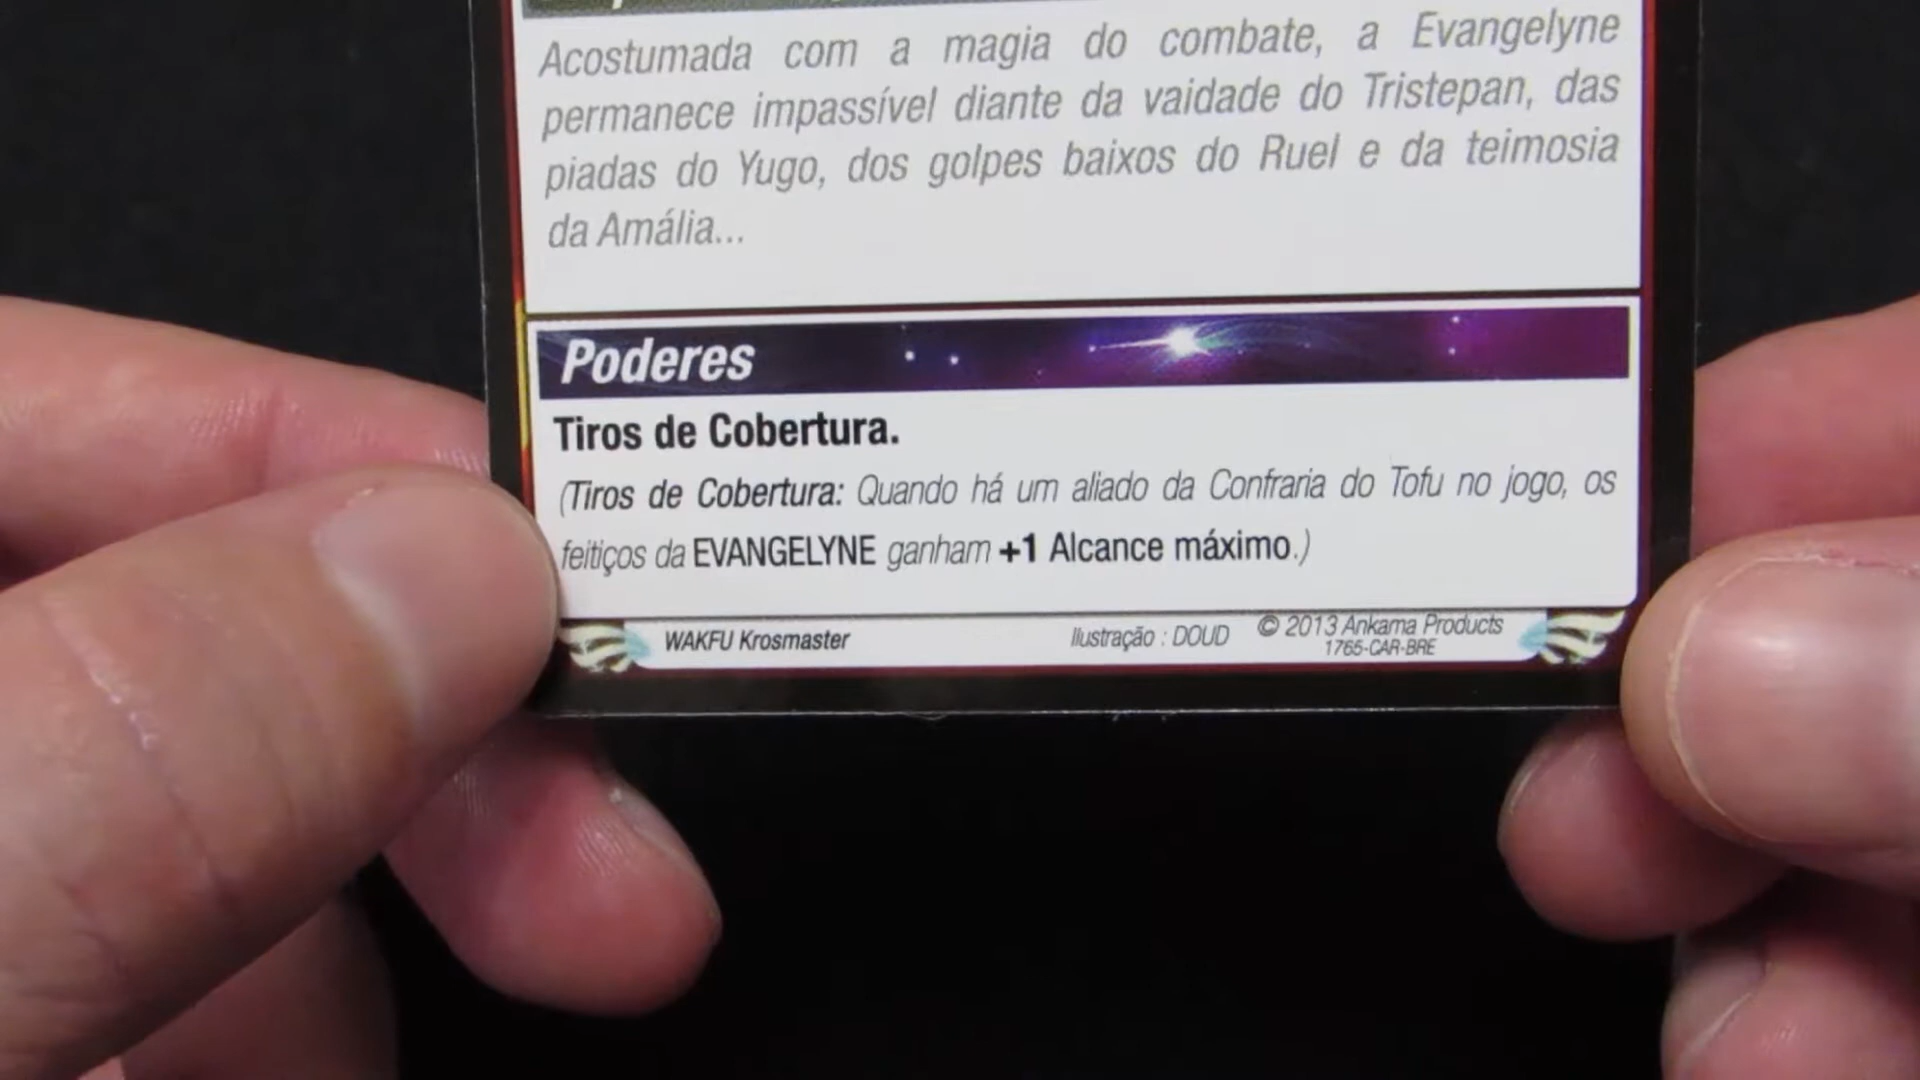 Acostumada com a magia do combate, a Evangelyne
permanece impassível diante da vaidade do Tristepan, das
piadas do Yugo, dos golpes baixos do Ruel e da teimosia
da Amália...
Poderes
Tiros de Cobertura.
(Tiros de Cobertura: Quando há um aliado da Confraria do Tofu no jogo, os
feitiços da EVANGELYNE ganham +1 Alcance máximo.)
WAKFU Krosmaster
Ilustração : DOUD
© 2013 Ankama Products
1765-CAR-BRE